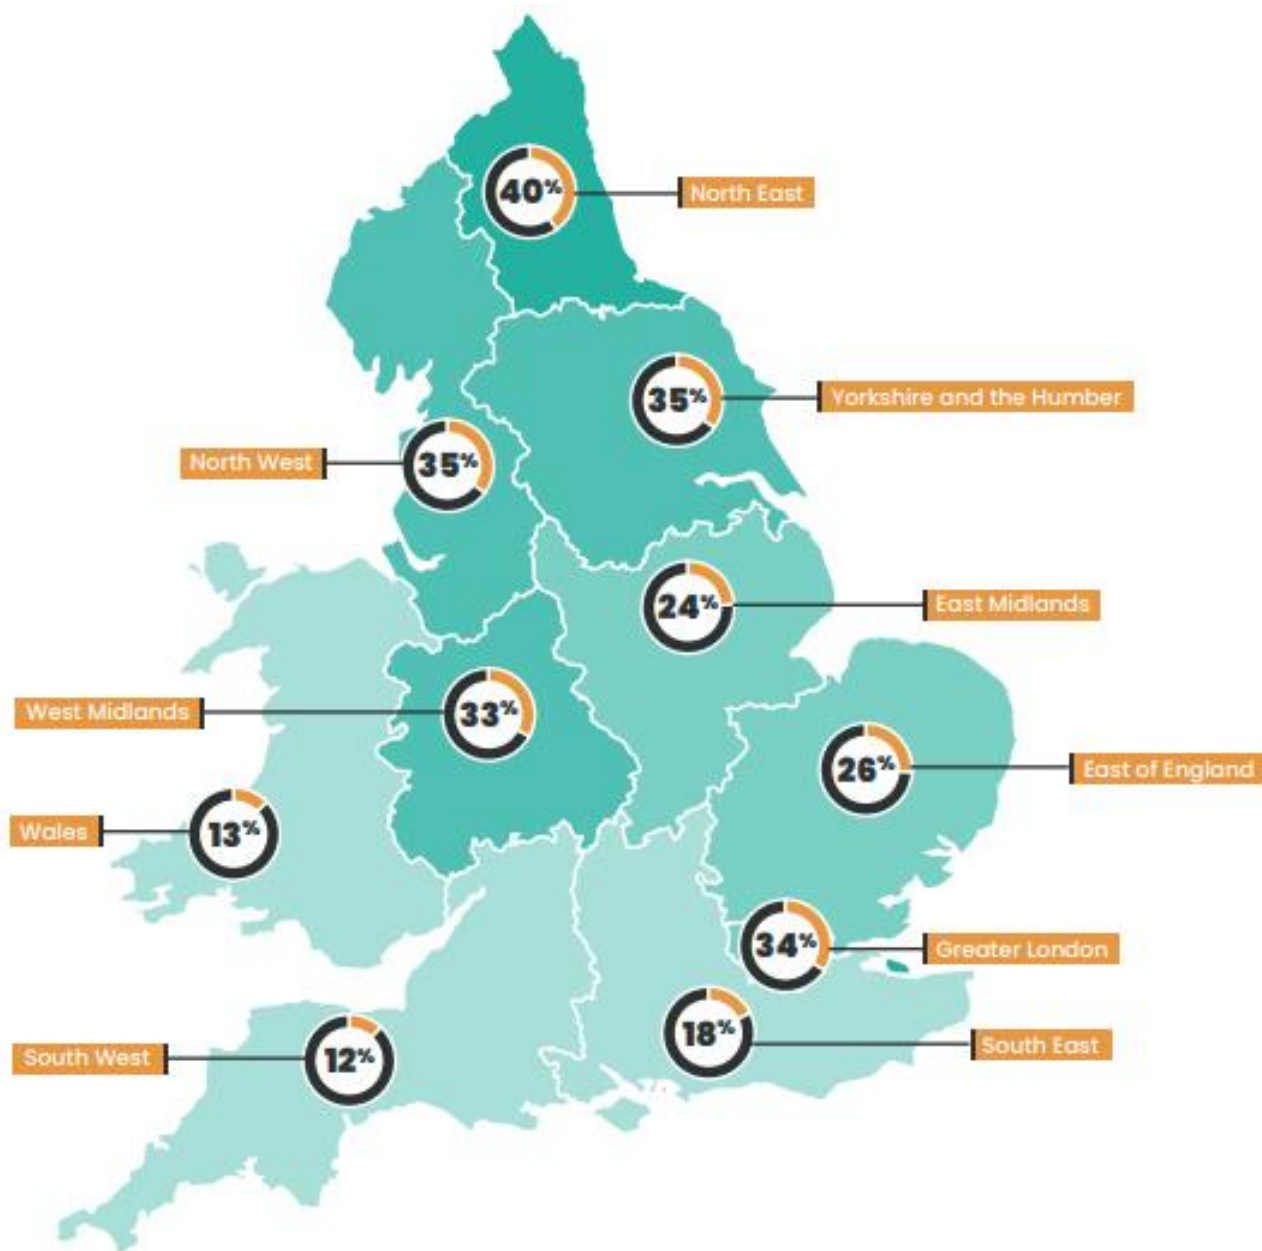 40%
North East
35%
Yorkshire and the Humber
North West
35%
24%
East Midlands
West Midlands
33%
26%
East of England
Wales
13%
34%
Greater London
18%
South East
South West
12%